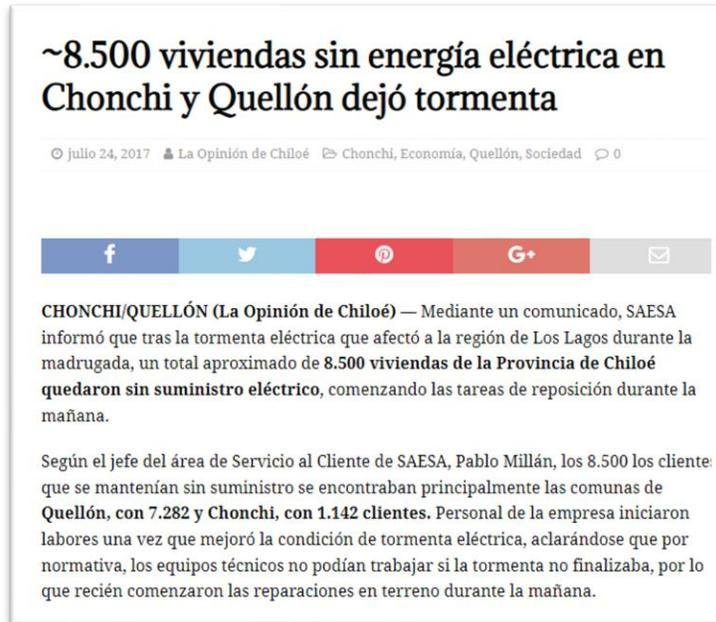 ~8.500 viviendas sin energía eléctrica en
Chonchi y Quellón dejó tormenta
julio 24, 2017 La Opinión de Chiloé Chonchi, Economía, Quellón, Sociedad 0
f G+
CHONCHI/QUELLÓN (La Opinión de Chiloé) — Mediante un comunicado, SAESA
informó que tras la tormenta eléctrica que afectó a la región de Los Lagos durante la
madrugada, un total aproximado de 8.500 viviendas de la Provincia de Chiloé
quedaron sin suministro eléctrico, comenzando las tareas de reposición durante la
mañana.
Según el jefe del área de Servicio al Cliente de SAESA, Pablo Millán, los 8.500 los clientes
que se mantenían sin suministro se encontraban principalmente las comunas de
Quellón, con 7.282 y Chonchi, con 1.142 clientes. Personal de la empresa iniciaron
labores una vez que mejoró la condición de tormenta eléctrica, aclarándose que por
normativa, los equipos técnicos no podían trabajar si la tormenta no finalizaba, por lo
que recién comenzaron las reparaciones en terreno durante la mañana.